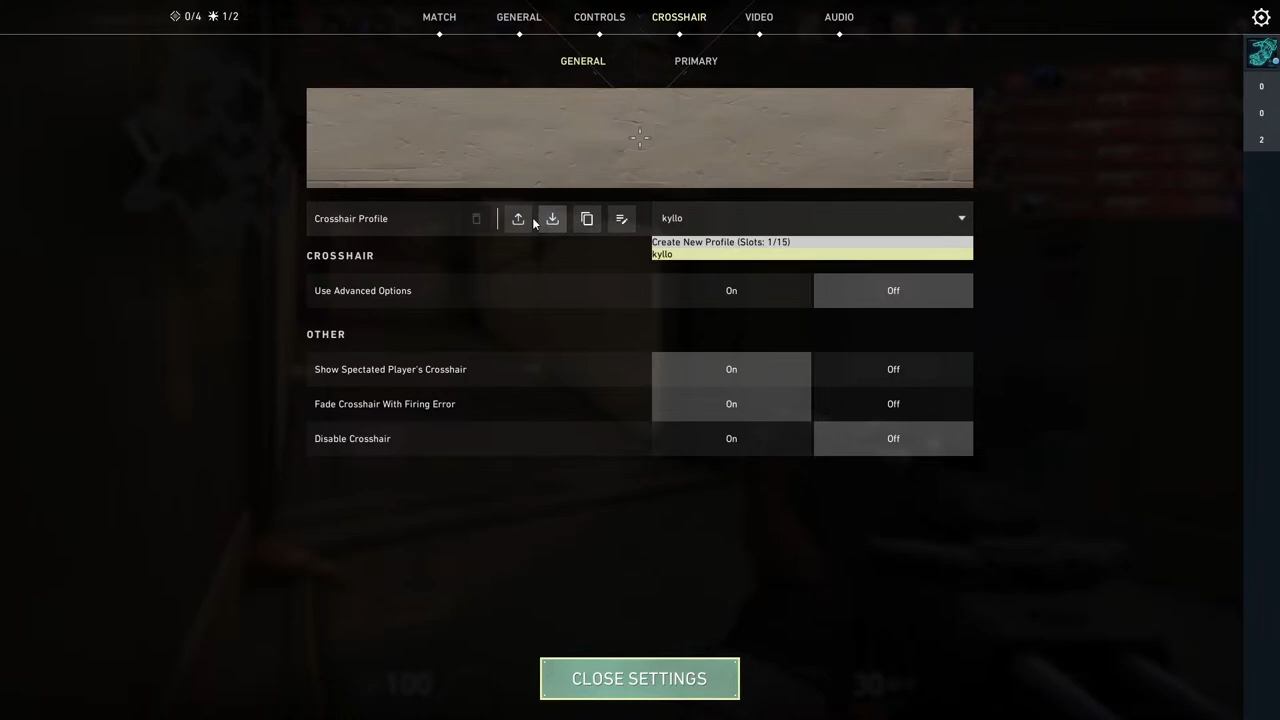 0/4 1/2
MATCH GENERAL CONTROLS CROSSHAIR VIDEO AUDIO
GENERAL PRIMARY
0
0
2
Crosshair Profile kyllo
Create New Profile (Slots: 1/15)
kyllo
CROSSHAIR
Use Advanced Options On Off
OTHER
Show Spectated Player's Crosshair On Off
Fade Crosshair With Firing Error On Off
Disable Crosshair On Off
CLOSE SETTINGS
100 30